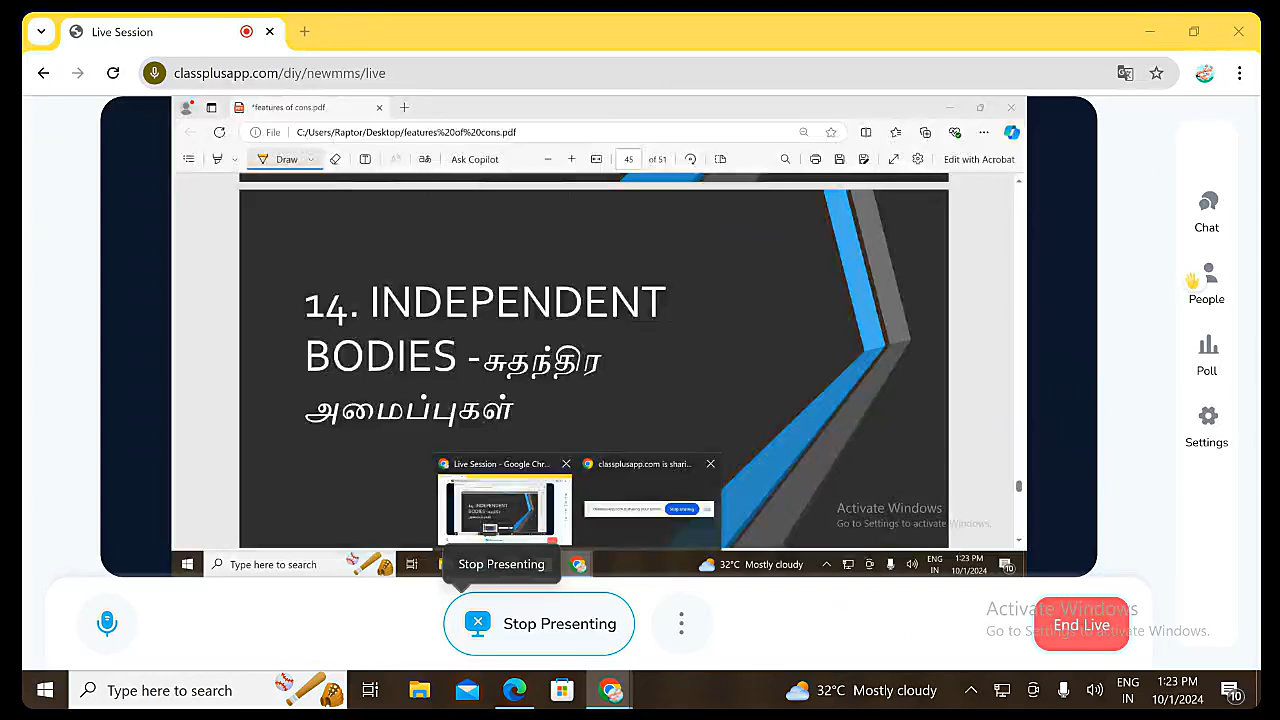 Live Session
classplusapp.com/diy/newmms/live
*features of cons.pdf
File C:/Users/Raptor/Desktop/features%20of%20cons.pdf
Draw Ask Copilot 45 of 51 Edit with Acrobat
14. INDEPENDENT
BODIES -சுதந்திர
அமைப்புகள்
Live Session - Google Chr...
classplusapp.com is shari...
Stop sharing
Activate Windows
Go to Settings to activate Windows.
Type here to search
Stop Presenting
32°C Mostly cloudy
ENG
IN
1:23 PM
10/1/2024
10
Chat
People
Poll
Settings
Stop Presenting
End Live
Activate Windows
Go to Settings to activate Windows.
Type here to search
32°C Mostly cloudy
ENG
IN
1:23 PM
10/1/2024
10